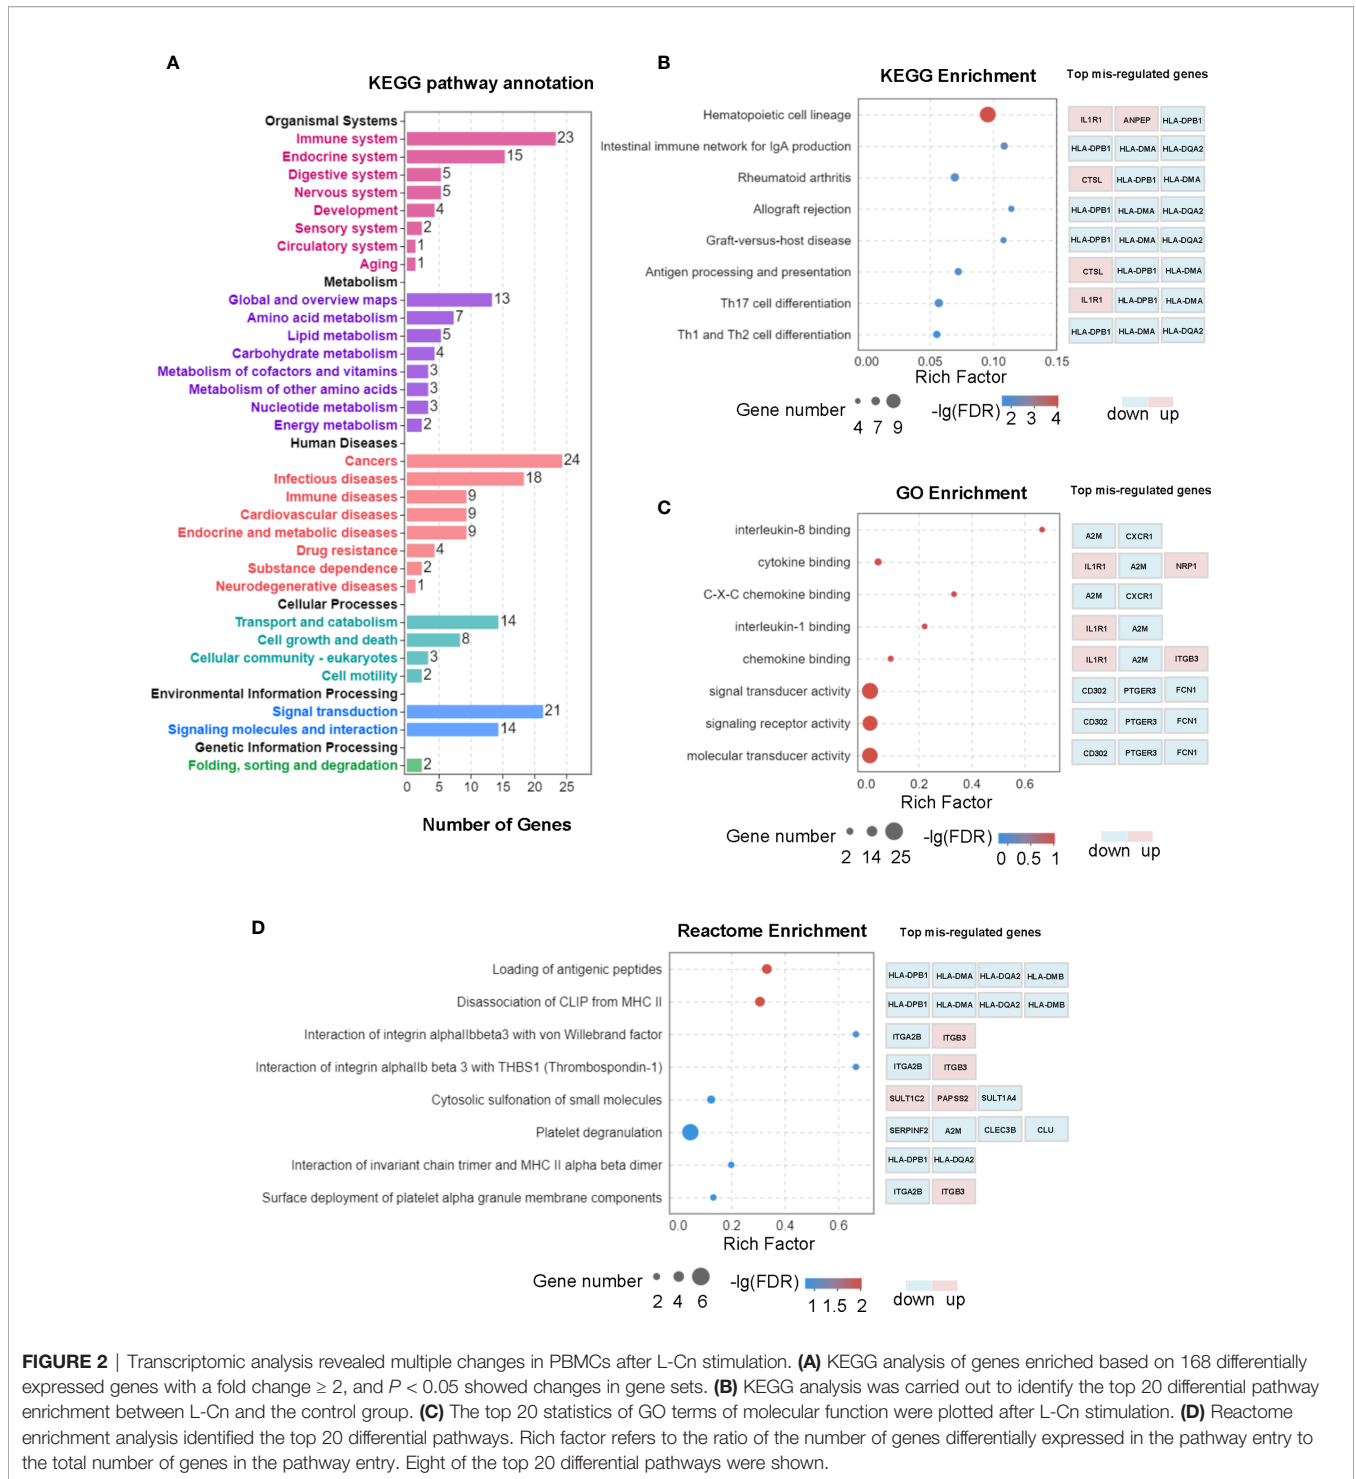 A
KEGG pathway annotation
Organismal Systems
Immune system 23
Endocrine system 15
Digestive system 5
Nervous system 5
Development 4
Sensory system 2
Circulatory system 1
Aging 1
Metabolism
Global and overview maps 13
Amino acid metabolism 7
Lipid metabolism 5
Carbohydrate metabolism 4
Metabolism of cofactors and vitamins 3
Metabolism of other amino acids 3
Nucleotide metabolism 3
Energy metabolism 2
Human Diseases
Cancers 24
Infectious diseases 18
Immune diseases 9
Cardiovascular diseases 9
Endocrine and metabolic diseases 9
Drug resistance 4
Substance dependence 2
Neurodegenerative diseases 1
Cellular Processes
Transport and catabolism 14
Cell growth and death 8
Cellular community - eukaryotes 3
Cell motility 2
Environmental Information Processing
Signal transduction 21
Signaling molecules and interaction 14
Genetic Information Processing
Folding, sorting and degradation 2
0 5 10 15 20 25
Number of Genes
B
KEGG Enrichment
Top mis-regulated genes
Hematopoietic cell lineage IL1R1 ANPEP HLA-DPB1
Intestinal immune network for IgA production HLA-DPB1 HLA-DMA HLA-DQA2
Rheumatoid arthritis CTSL HLA-DPB1 HLA-DMA
Allograft rejection HLA-DPB1 HLA-DMA HLA-DQA2
Graft-versus-host disease HLA-DPB1 HLA-DMA HLA-DQA2
Antigen processing and presentation CTSL HLA-DPB1 HLA-DMA
Th17 cell differentiation IL1R1 HLA-DPB1 HLA-DMA
Th1 and Th2 cell differentiation HLA-DPB1 HLA-DMA HLA-DQA2
0.00 0.05 0.10 0.15
Rich Factor
Gene number 4 7 9 -lg(FDR) 2 3 4 down up
C
GO Enrichment
Top mis-regulated genes
interleukin-8 binding A2M CXCR1
cytokine binding IL1R1 A2M NRP1
C-X-C chemokine binding A2M CXCR1
interleukin-1 binding IL1R1 A2M
chemokine binding IL1R1 A2M ITGB3
signal transducer activity CD302 PTGER3 FCN1
signaling receptor activity CD302 PTGER3 FCN1
molecular transducer activity CD302 PTGER3 FCN1
0.0 0.2 0.4 0.6
Rich Factor
Gene number 2 14 25 -lg(FDR) 0 0.5 1 down up
D
Reactome Enrichment
Top mis-regulated genes
Loading of antigenic peptides HLA-DPB1 HLA-DMA HLA-DQA2 HLA-DMB
Disassociation of CLIP from MHC II HLA-DPB1 HLA-DMA HLA-DQA2 HLA-DMB
Interaction of integrin alphaIIbbeta3 with von Willebrand factor ITGA2B ITGB3
Interaction of integrin alphaIIb beta 3 with THBS1 (Thrombospondin-1) ITGA2B ITGB3
Cytosolic sulfonation of small molecules SULT1C2 PAPSS2 SULT1A4
Platelet degranulation SERPINF2 A2M CLEC3B CLU
Interaction of invariant chain trimer and MHC II alpha beta dimer HLA-DPB1 HLA-DQA2
Surface deployment of platelet alpha granule membrane components ITGA2B ITGB3
0.0 0.2 0.4 0.6
Rich Factor
Gene number 2 4 6 -lg(FDR) 1 1.5 2 down up
FIGURE 2 | Transcriptomic analysis revealed multiple changes in PBMCs after L-Cn stimulation. (A) KEGG analysis of genes enriched based on 168 differentially
expressed genes with a fold change ≥ 2, and P < 0.05 showed changes in gene sets. (B) KEGG analysis was carried out to identify the top 20 differential pathway
enrichment between L-Cn and the control group. (C) The top 20 statistics of GO terms of molecular function were plotted after L-Cn stimulation. (D) Reactome
enrichment analysis identified the top 20 differential pathways. Rich factor refers to the ratio of the number of genes differentially expressed in the pathway entry to
the total number of genes in the pathway entry. Eight of the top 20 differential pathways were shown.